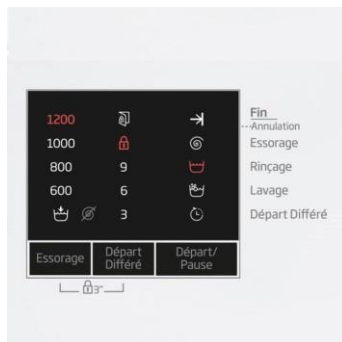 1200
Fin
Annulation
1000
Essorage
800
9
Rinçage
600
6
Lavage
3
Départ Différé
Essorage
Départ
Différé
Départ/
Pause
3"